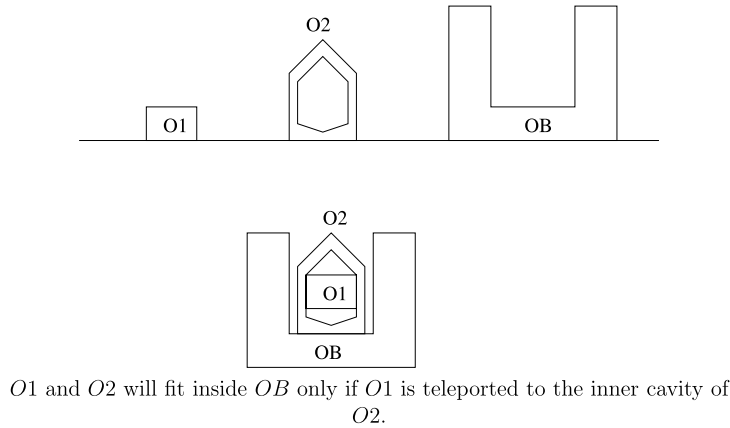 O2
O1
OB
O2
O1
OB
O1 and O2 will fit inside OB only if O1 is teleported to the inner cavity of
O2.